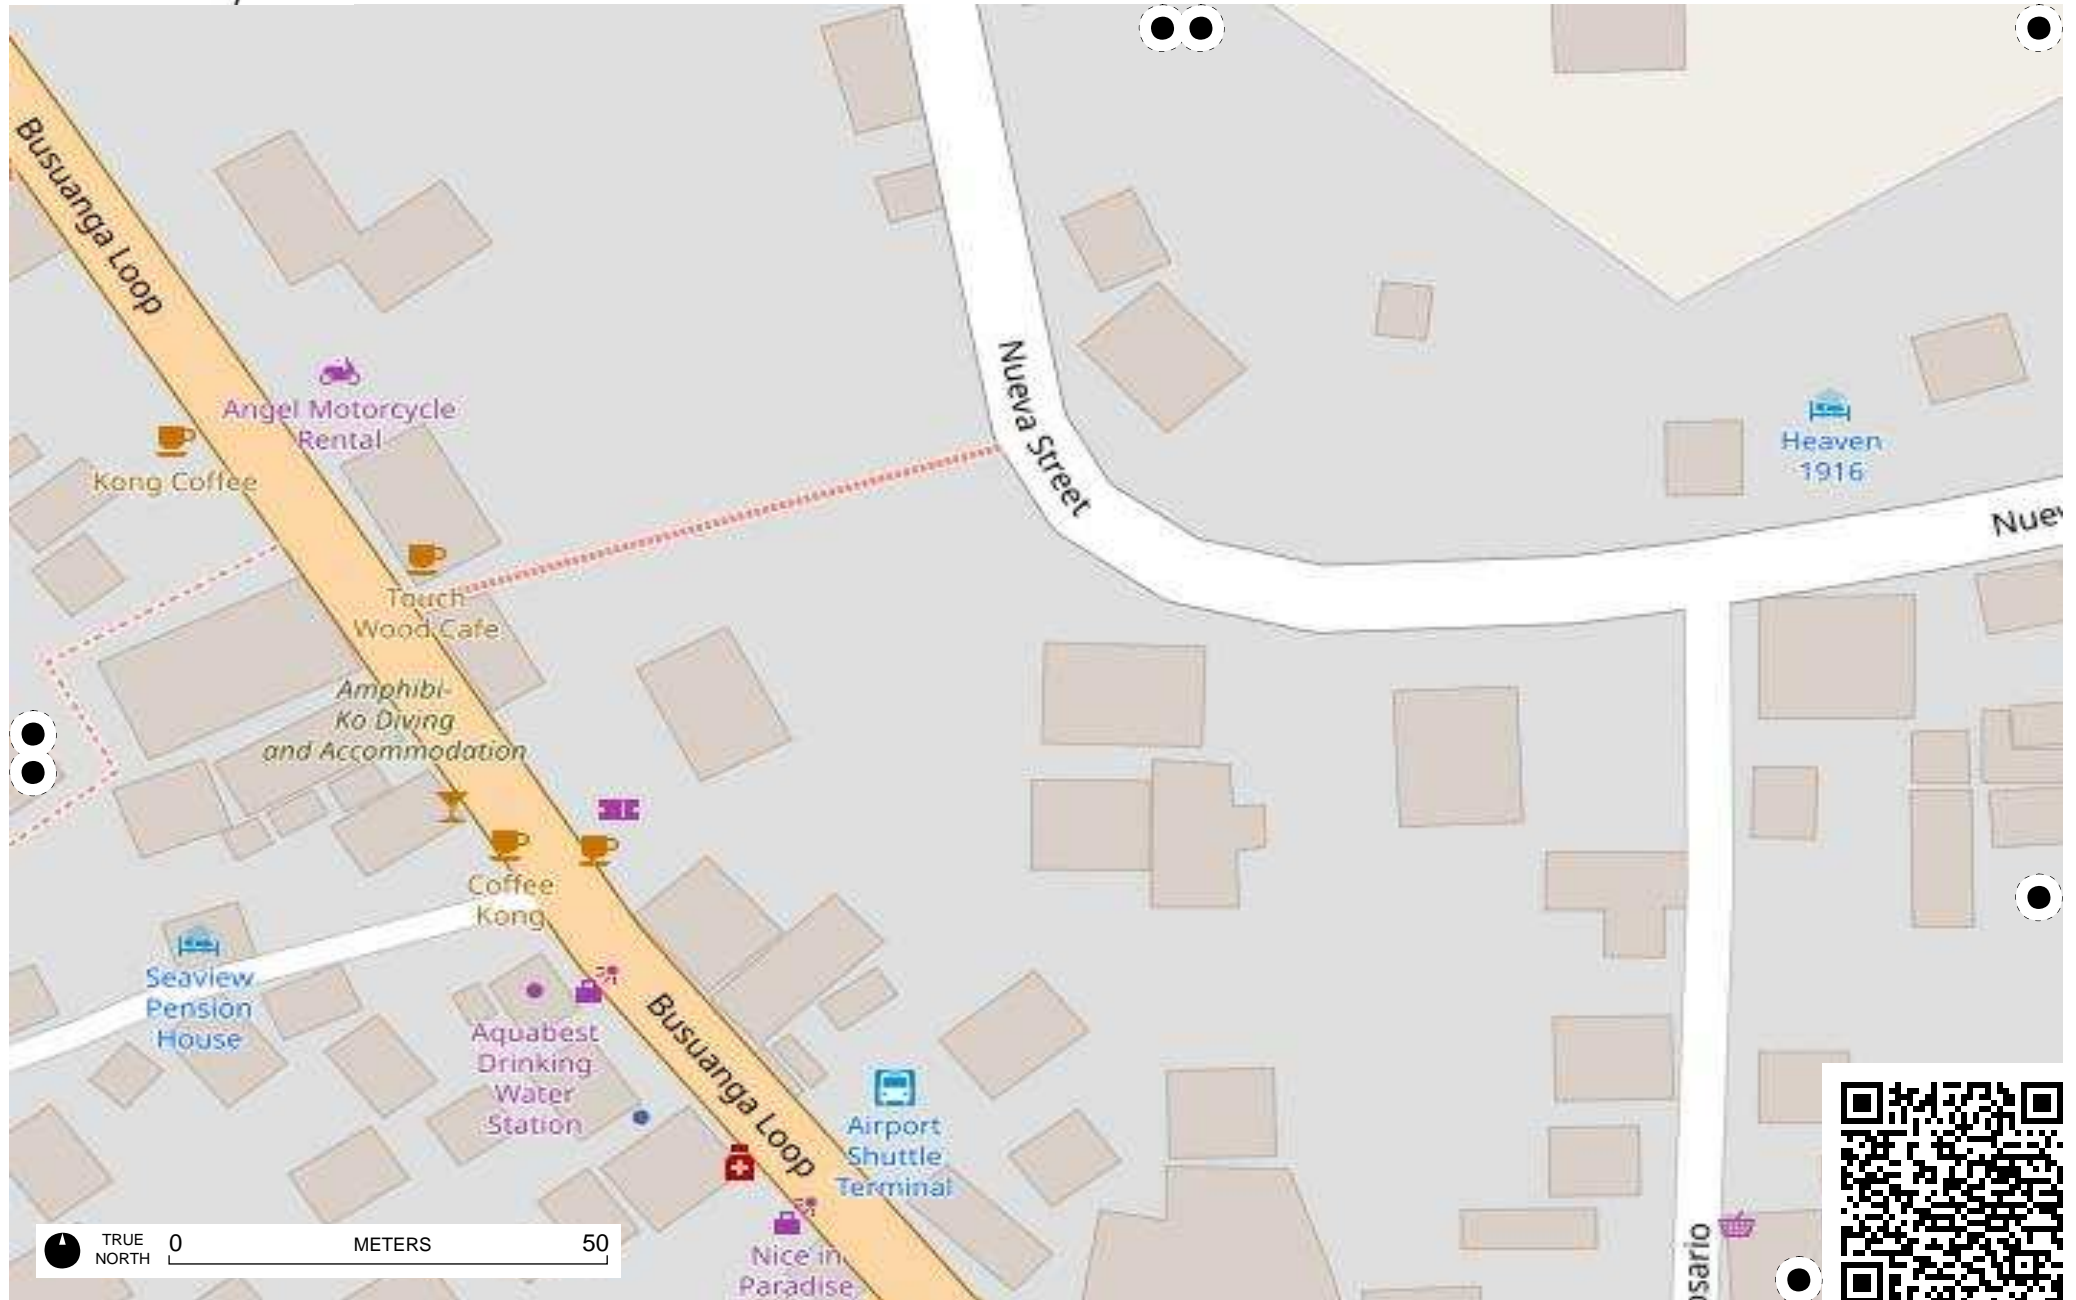 Busuanga Loop
Angel Motorcycle
Rental
Kong Coffee
Nueva Street
Heaven
1916
Touch
Wood Cafe
Amphibi-
Ko Diving
and Accommodation
Coffee
Kong
Seaview
Pension
House
Aquabest
Drinking
Water
Station
Busuanga Loop
Airport
Shuttle
Terminal
Nice in
Paradise
TRUE
NORTH
0 METERS 50